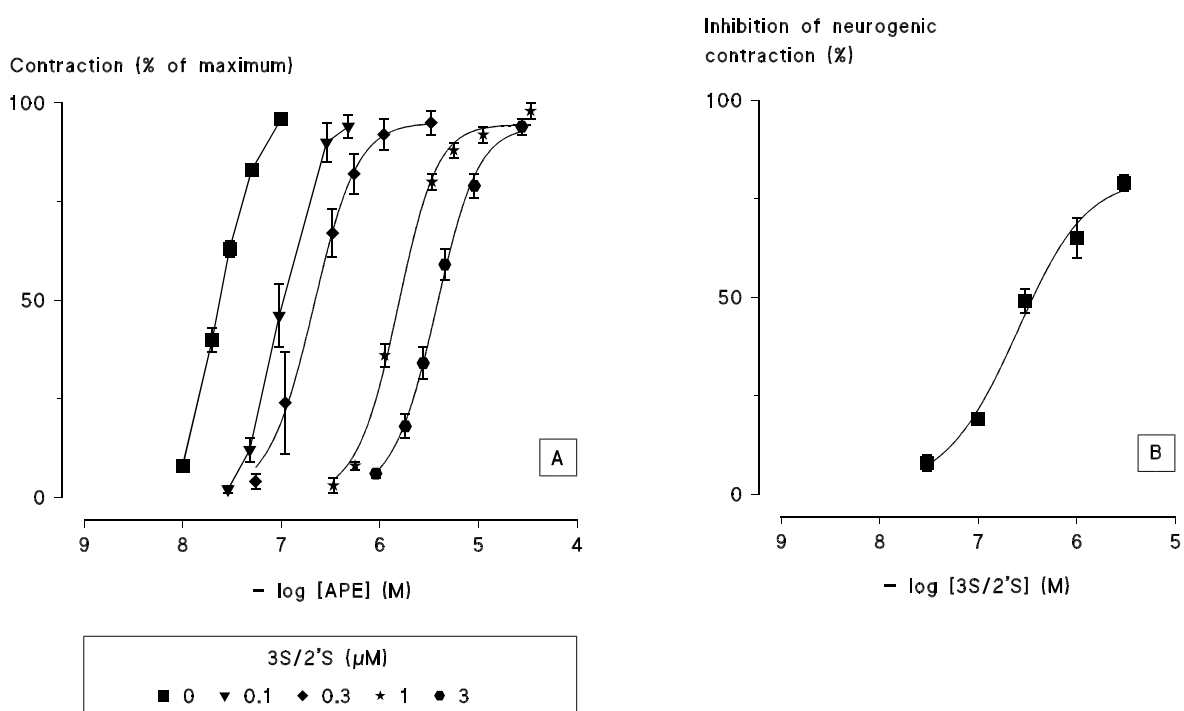 Contraction (% of maximum)
100
50
0
9 8 7 6 5 4
– log [APE] (M)
A
3S/2'S (µM)
0 0.1 0.3 1 3
Inhibition of neurogenic
contraction (%)
100
50
0
9 8 7 6 5
– log [3S/2'S] (M)
B